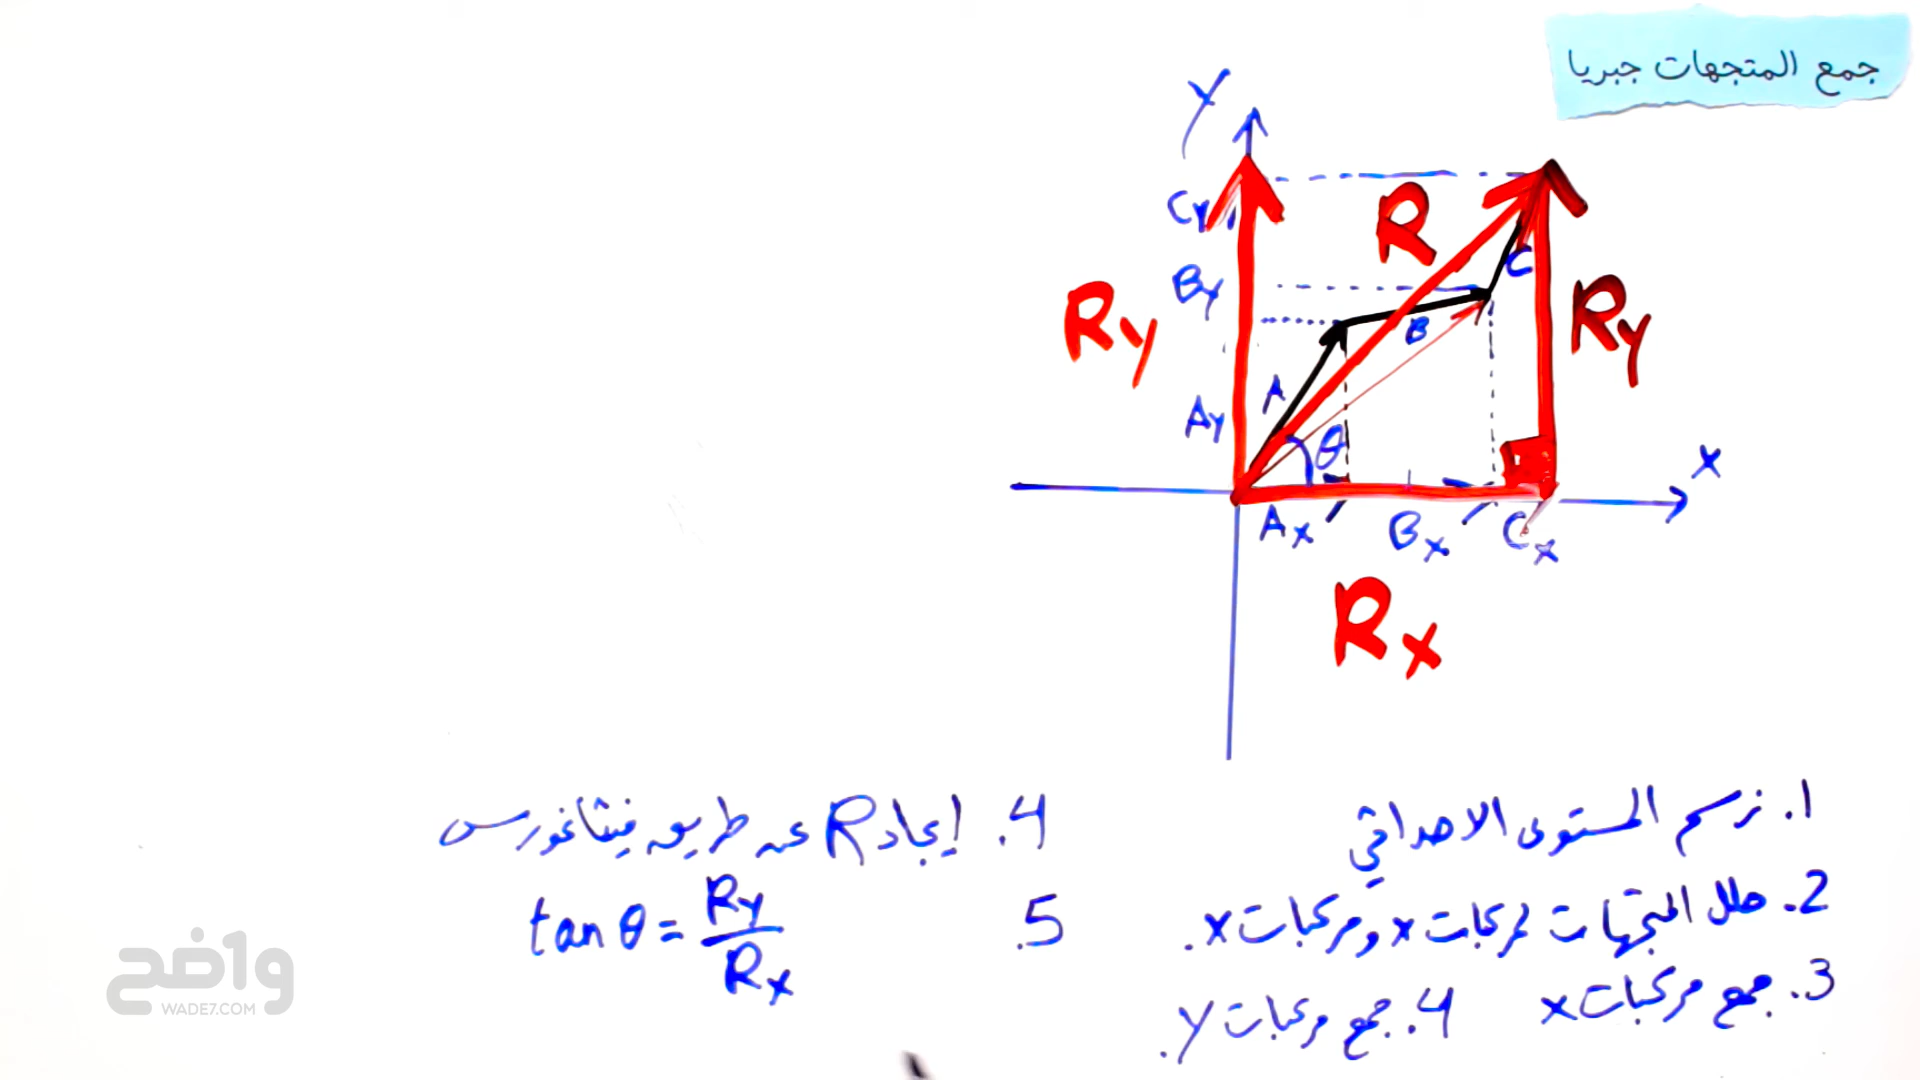 جمع المتجهات جبريا
Y
Cy
R
C
By
Ry
Ry
B
A
Ay
θ
x
Ax
Bx
Cx
Rx
1. نرسم المستوى الاحداثي
2. حلل المتجهات لمركبات x ومركبات x.
3. جمع مركبات x
4. جمع مركبات y.
4. إيجاد R عن طريق فيثاغورس
5. tan θ = Ry / Rx
واضح
WADE7.COM